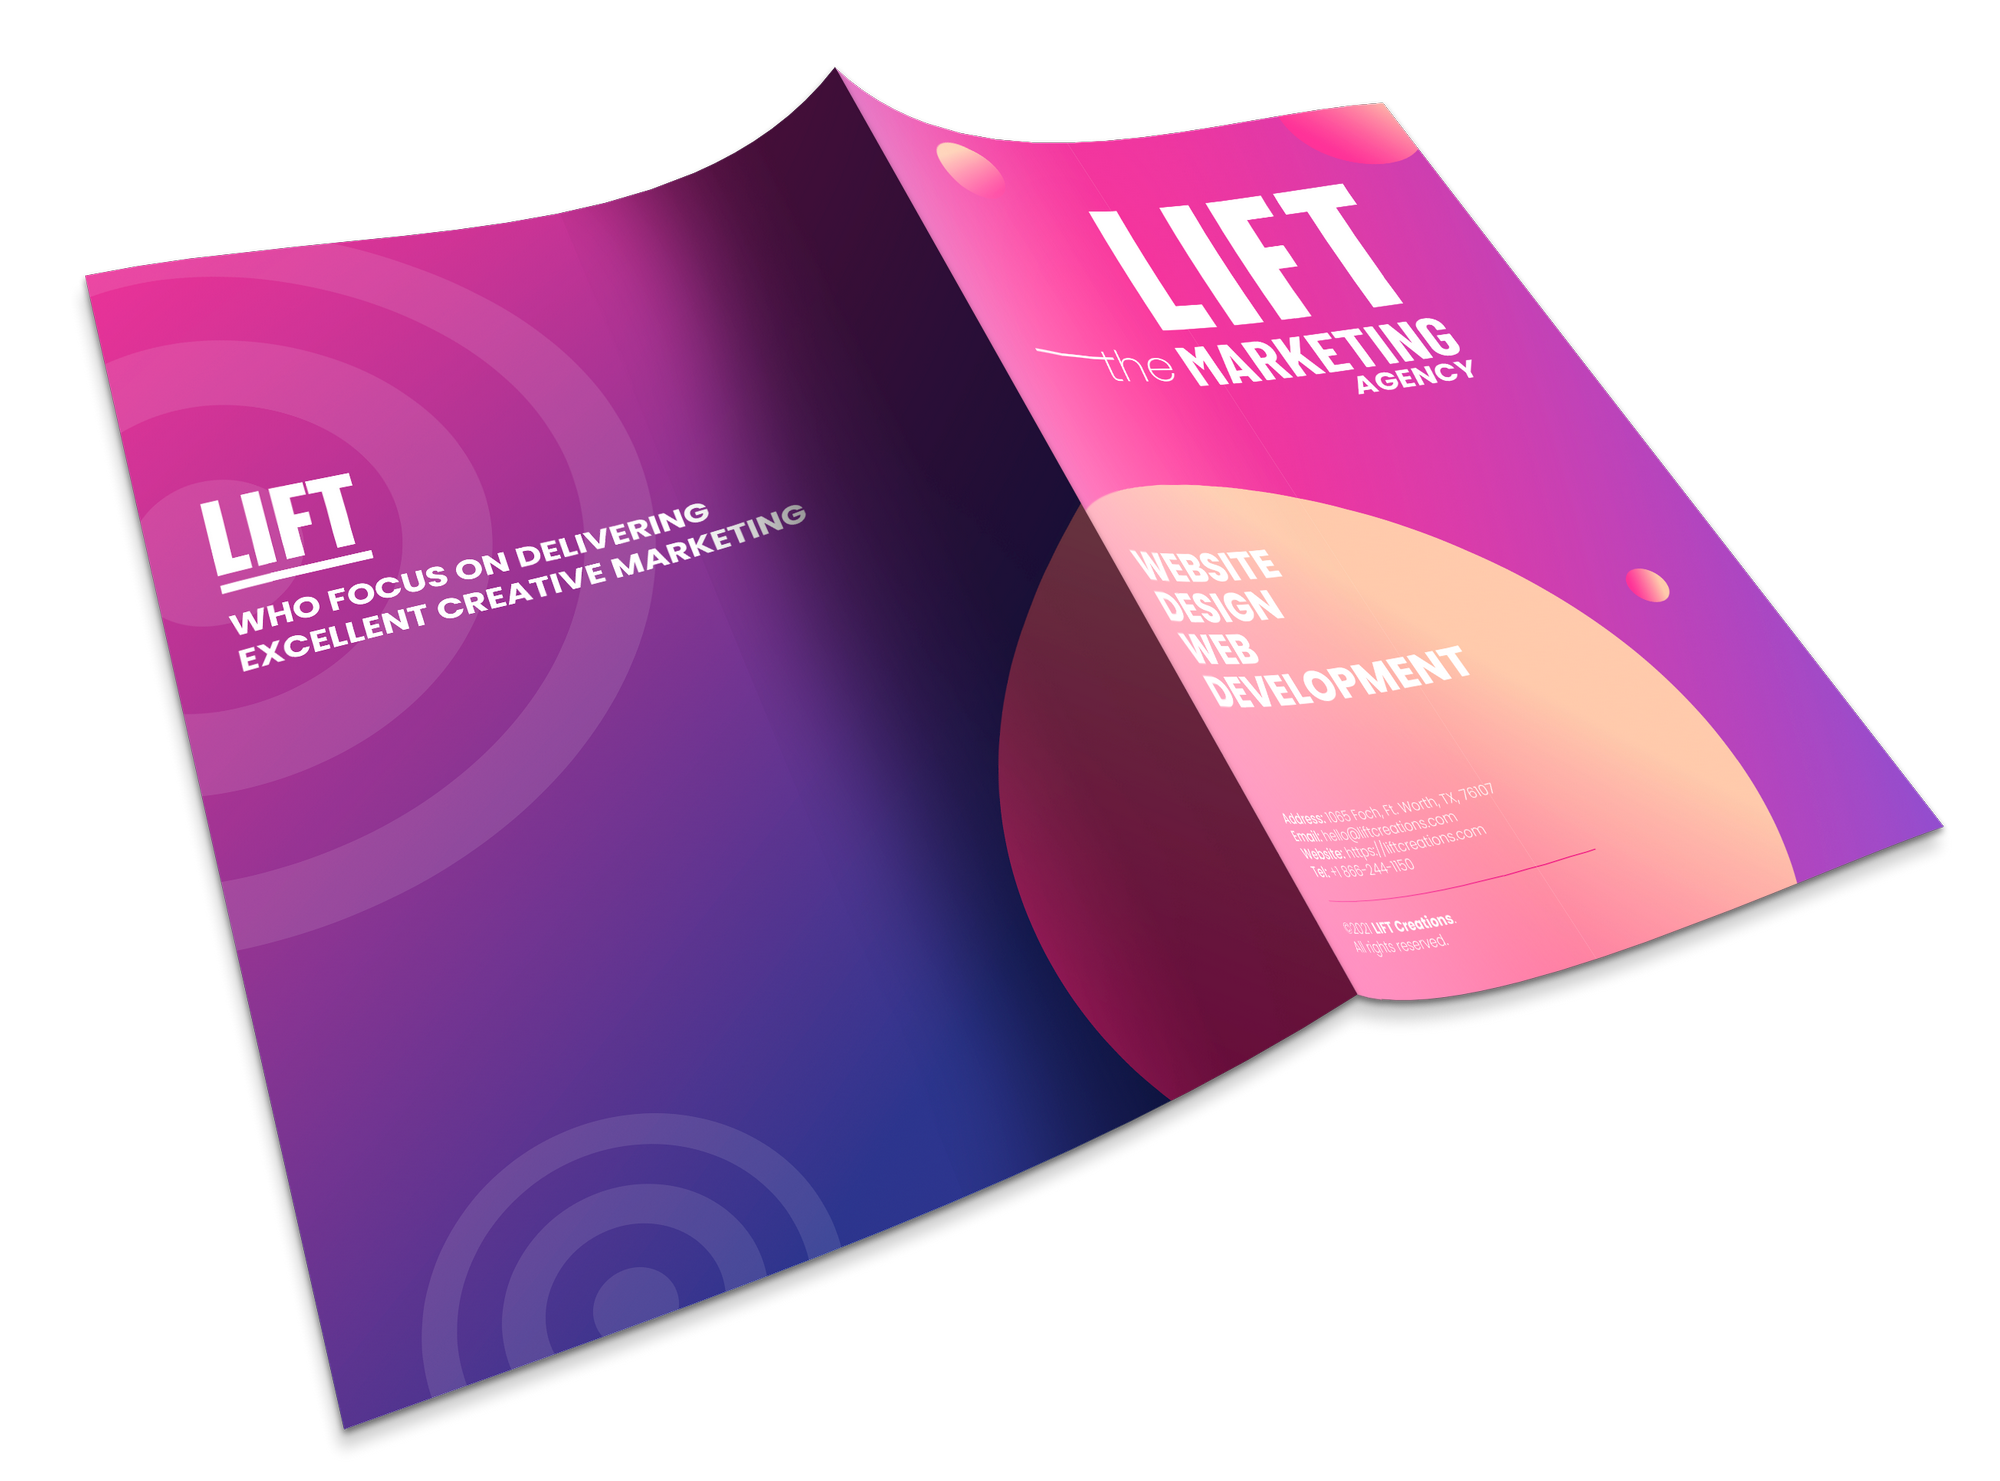 LIFT
WHO FOCUS ON DELIVERING
EXCELLENT CREATIVE MARKETING
LIFT
the MARKETING
AGENCY
WEBSITE
DESIGN
WEB
DEVELOPMENT
Address: 1065 Foch, Ft. Worth, TX, 76107
Email: hello@liftcreations.com
Website: https://liftcreations.com
Tel: +1 866-244-1150
©2021 LIFT Creations.
All rights reserved.